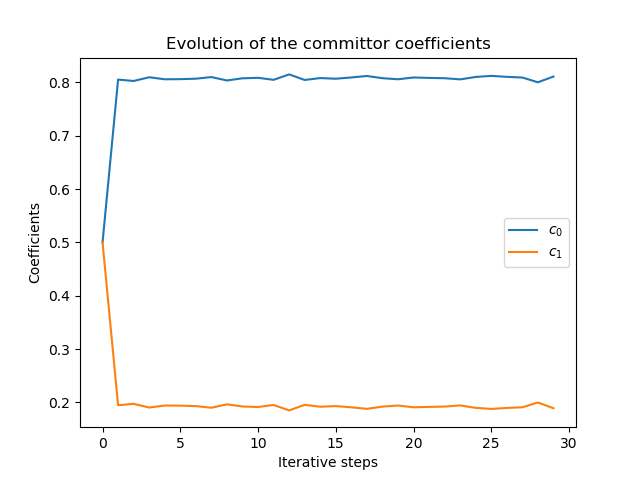 Evolution of the committor coefficients
Coefficients
0.8
0.7
0.6
0.5
0.4
0.3
0.2
c₀
c₁
0 5 10 15 20 25 30
Iterative steps